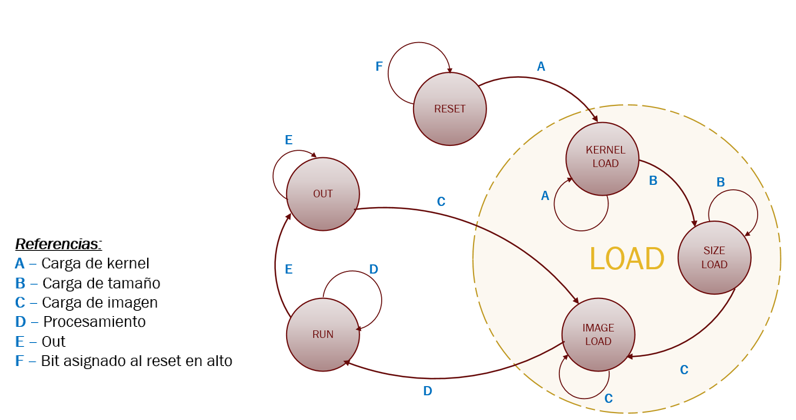 F
A
RESET
KERNEL
LOAD
E
A
B
B
OUT
C
SIZE
LOAD
LOAD
Referencias:
A – Carga de kernel
B – Carga de tamaño
C – Carga de imagen
D – Procesamiento
E – Out
F – Bit asignado al reset en alto
E
D
RUN
IMAGE
LOAD
C
D
C